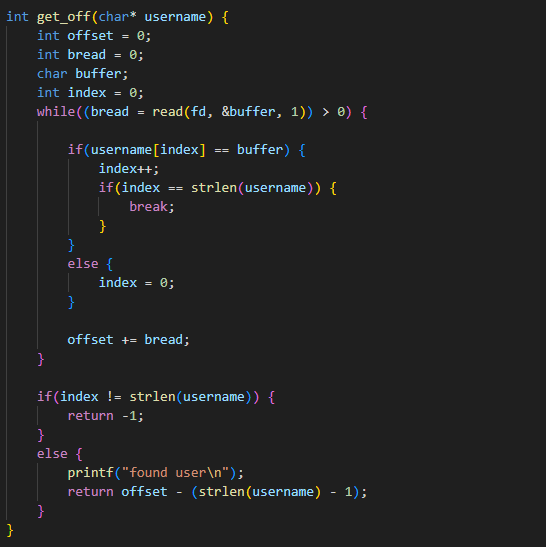 int get_off(char* username) {
    int offset = 0;
    int bread = 0;
    char buffer;
    int index = 0;
    while((bread = read(fd, &buffer, 1)) > 0) {
        if(username[index] == buffer) {
            index++;
            if(index == strlen(username)) {
                break;
            }
        }
        else {
            index = 0;
        }
        offset += bread;
    }
    if(index != strlen(username)) {
        return -1;
    }
    else {
        printf("found user\n");
        return offset - (strlen(username) - 1);
    }
}